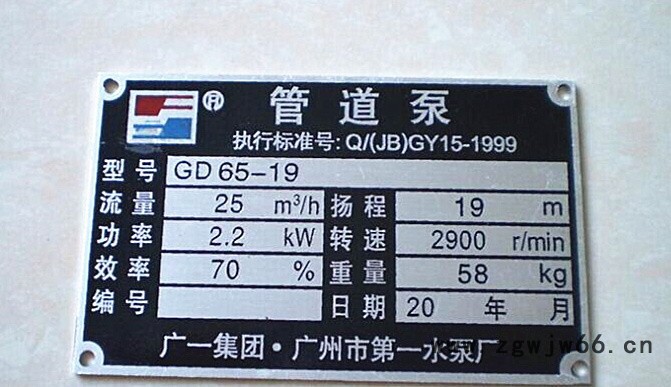 ® 管道泵
执行标准号: Q/(JB)GY15-1999
型号 GD 65-19
流量 25 m³/h 扬程 19 m
功率 2.2 kW 转速 2900 r/min
效率 70 % 重量 58 kg
编号 日期 20 年 月
广一集团·广州市第一水泵厂
www.zgwjw66.cn